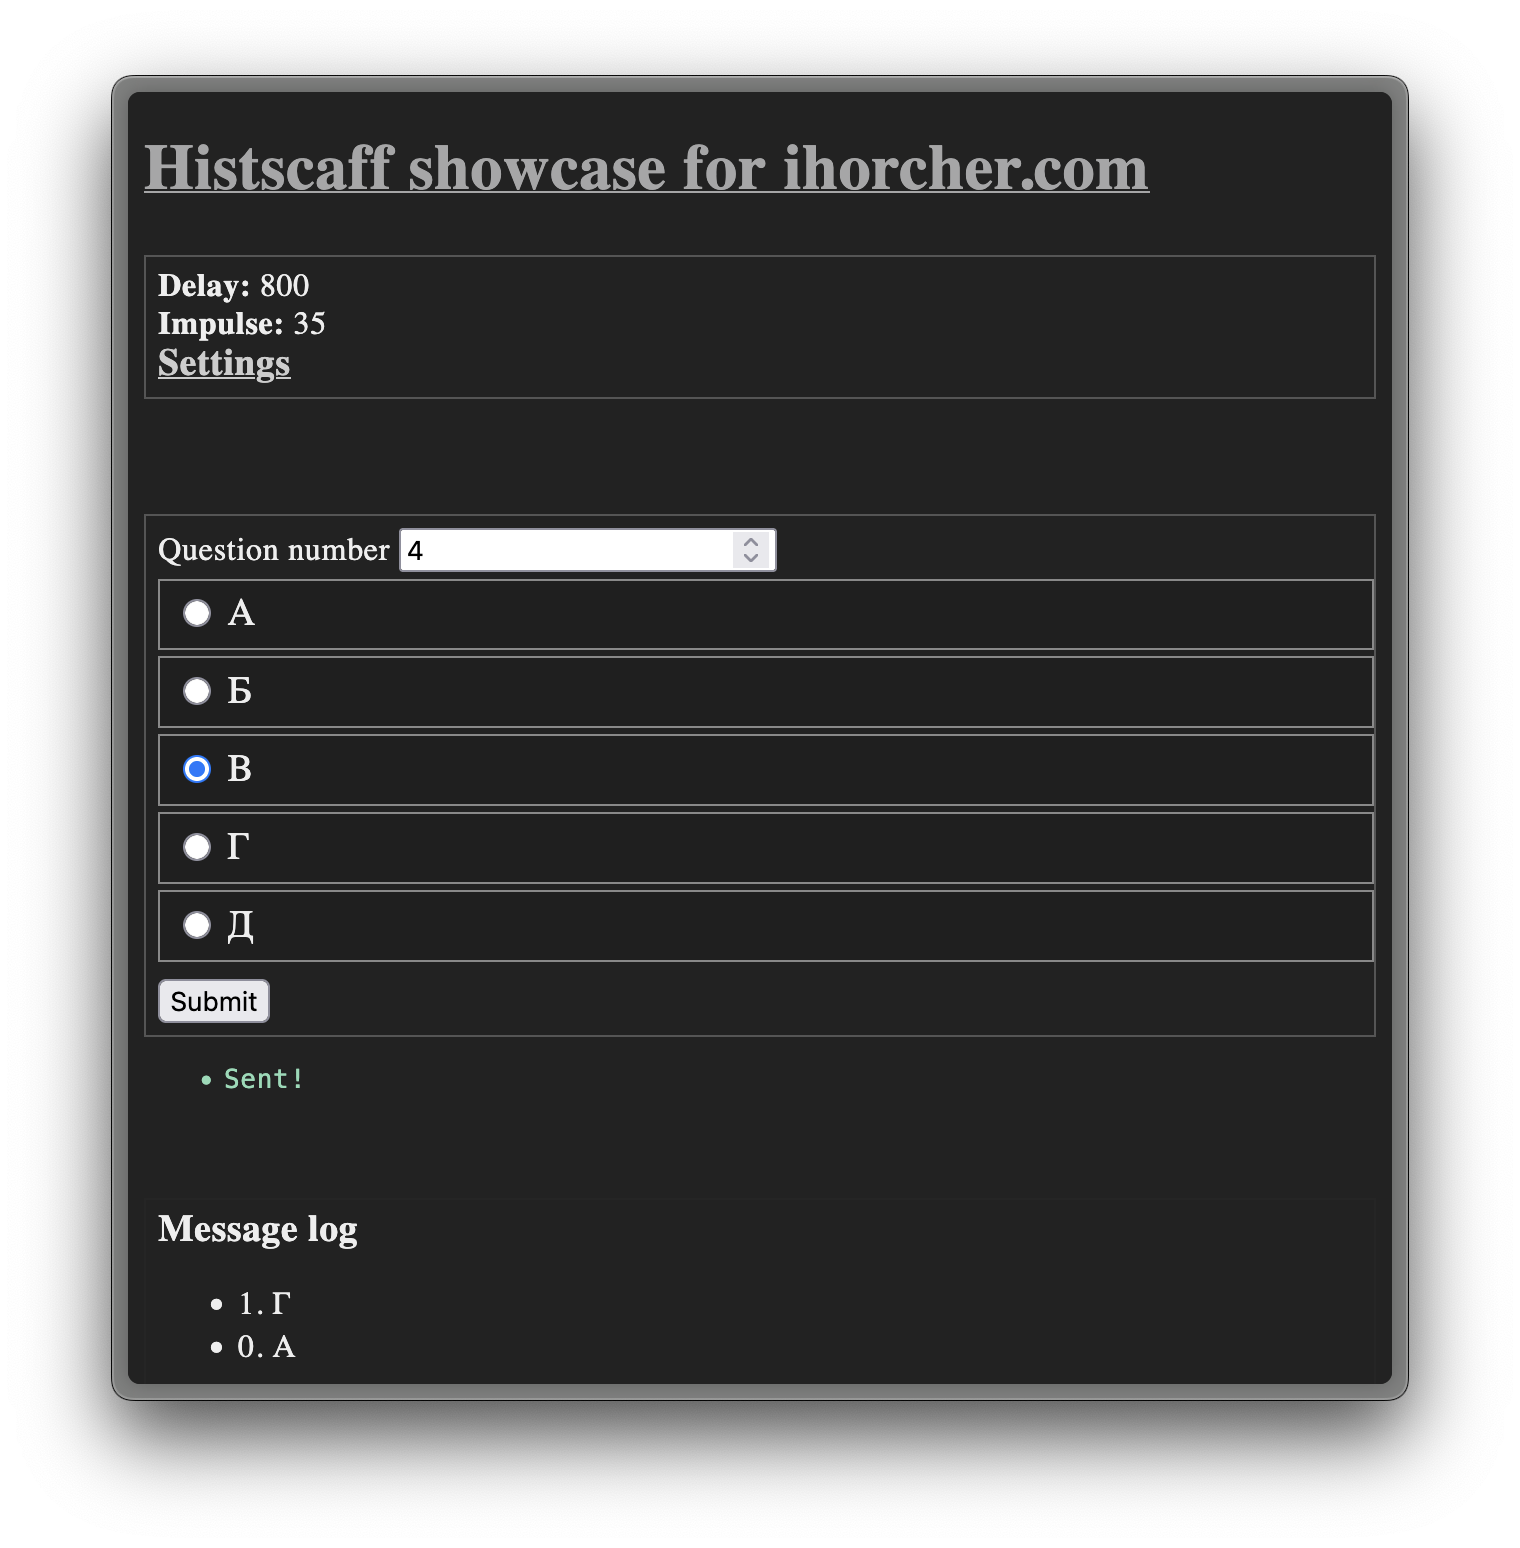 Histscaff showcase for ihorcher.com
Delay: 800
Impulse: 35
Settings
Question number 4
А
Б
В
Г
Д
Submit
Sent!
Message log
1. Г
0. А